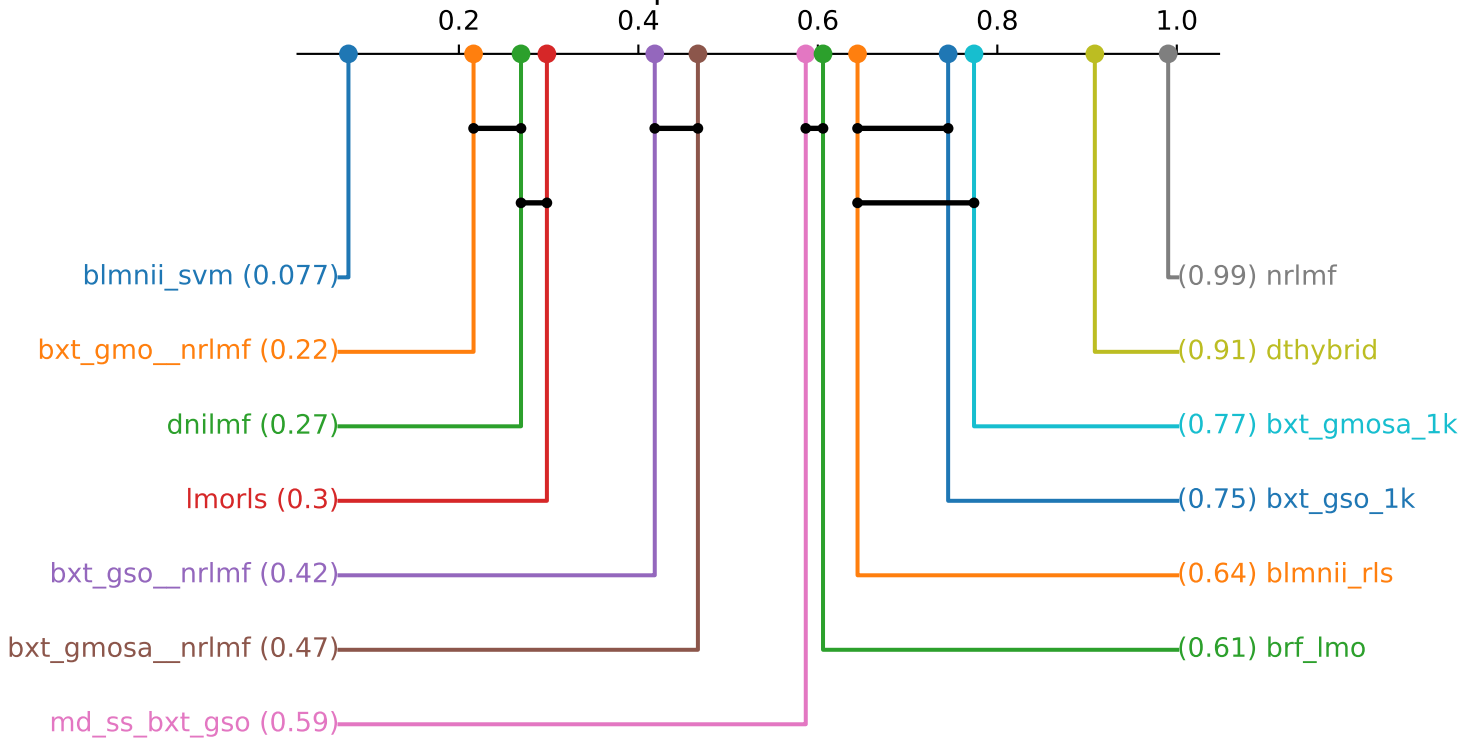 0.2 0.4 0.6 0.8 1.0
blmnii_svm (0.077)
(0.99) nrlmf
bxt_gmo__nrlmf (0.22)
(0.91) dthybrid
dnilmf (0.27)
(0.77) bxt_gmosa_1k
lmorls (0.3)
(0.75) bxt_gso_1k
bxt_gso__nrlmf (0.42)
(0.64) blmnii_rls
bxt_gmosa__nrlmf (0.47)
(0.61) brf_lmo
md_ss_bxt_gso (0.59)